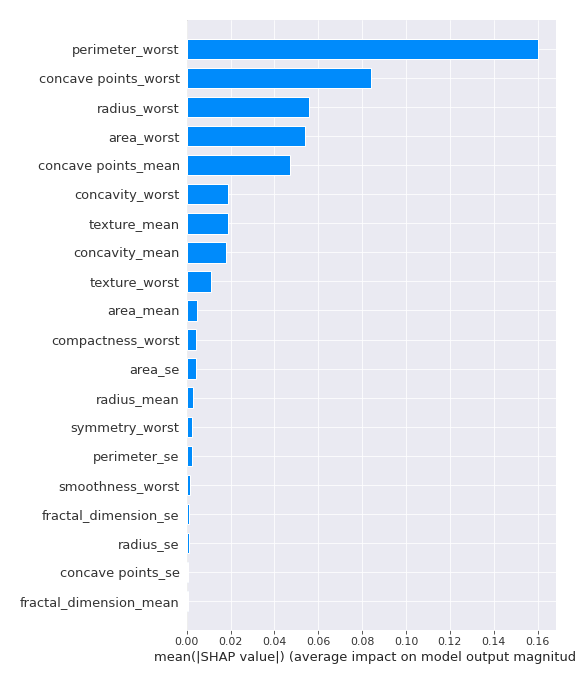 perimeter_worst
concave points_worst
radius_worst
area_worst
concave points_mean
concavity_worst
texture_mean
concavity_mean
texture_worst
area_mean
compactness_worst
area_se
radius_mean
symmetry_worst
perimeter_se
smoothness_worst
fractal_dimension_se
radius_se
concave points_se
fractal_dimension_mean
0.00 0.02 0.04 0.06 0.08 0.10 0.12 0.14 0.16
mean(|SHAP value|) (average impact on model output magnitud